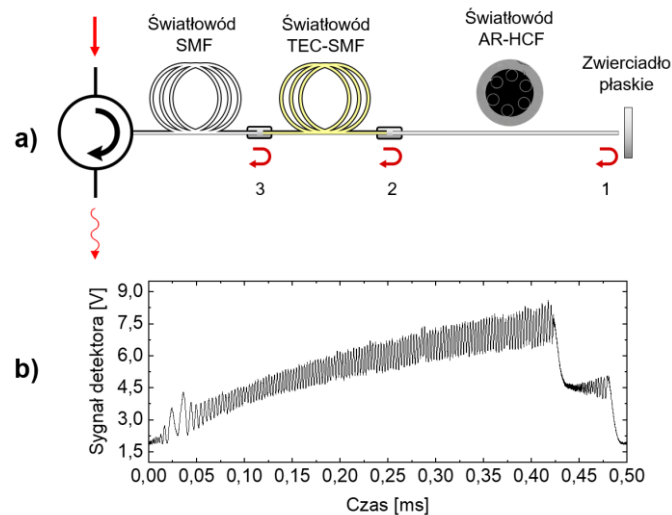 Światłowód
SMF
Światłowód
TEC-SMF
Światłowód
AR-HCF
Zwierciadło
płaskie
a)
3
2
1
b)
Sygnał detektora [V]
9,0
7,5
6,0
4,5
3,0
1,5
0,00 0,05 0,10 0,15 0,20 0,25 0,30 0,35 0,40 0,45 0,50
Czas [ms]